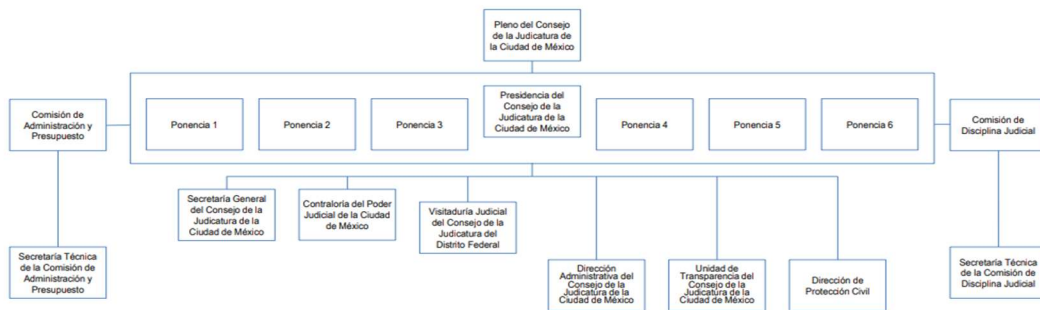 Pleno del Consejo
de la Judicatura de
la Ciudad de México
Comisión de
Administración y
Presupuesto
Ponencia 1
Ponencia 2
Ponencia 3
Presidencia del
Consejo de la
Judicatura de la
Ciudad de México
Ponencia 4
Ponencia 5
Ponencia 6
Comisión de
Disciplina Judicial
Secretaría General
del Consejo de la
Judicatura de la
Ciudad de México
Contraloría del Poder
Judicial de la Ciudad
de México
Visitaduría Judicial
del Consejo de la
Judicatura del
Distrito Federal
Secretaría Técnica
de la Comisión de
Administración y
Presupuesto
Dirección
Administrativa del
Consejo de la
Judicatura de la
Ciudad de México
Unidad de
Transparencia del
Consejo de la
Judicatura de la
Ciudad de México
Dirección de
Protección Civil
Secretaría Técnica
de la Comisión de
Disciplina Judicial